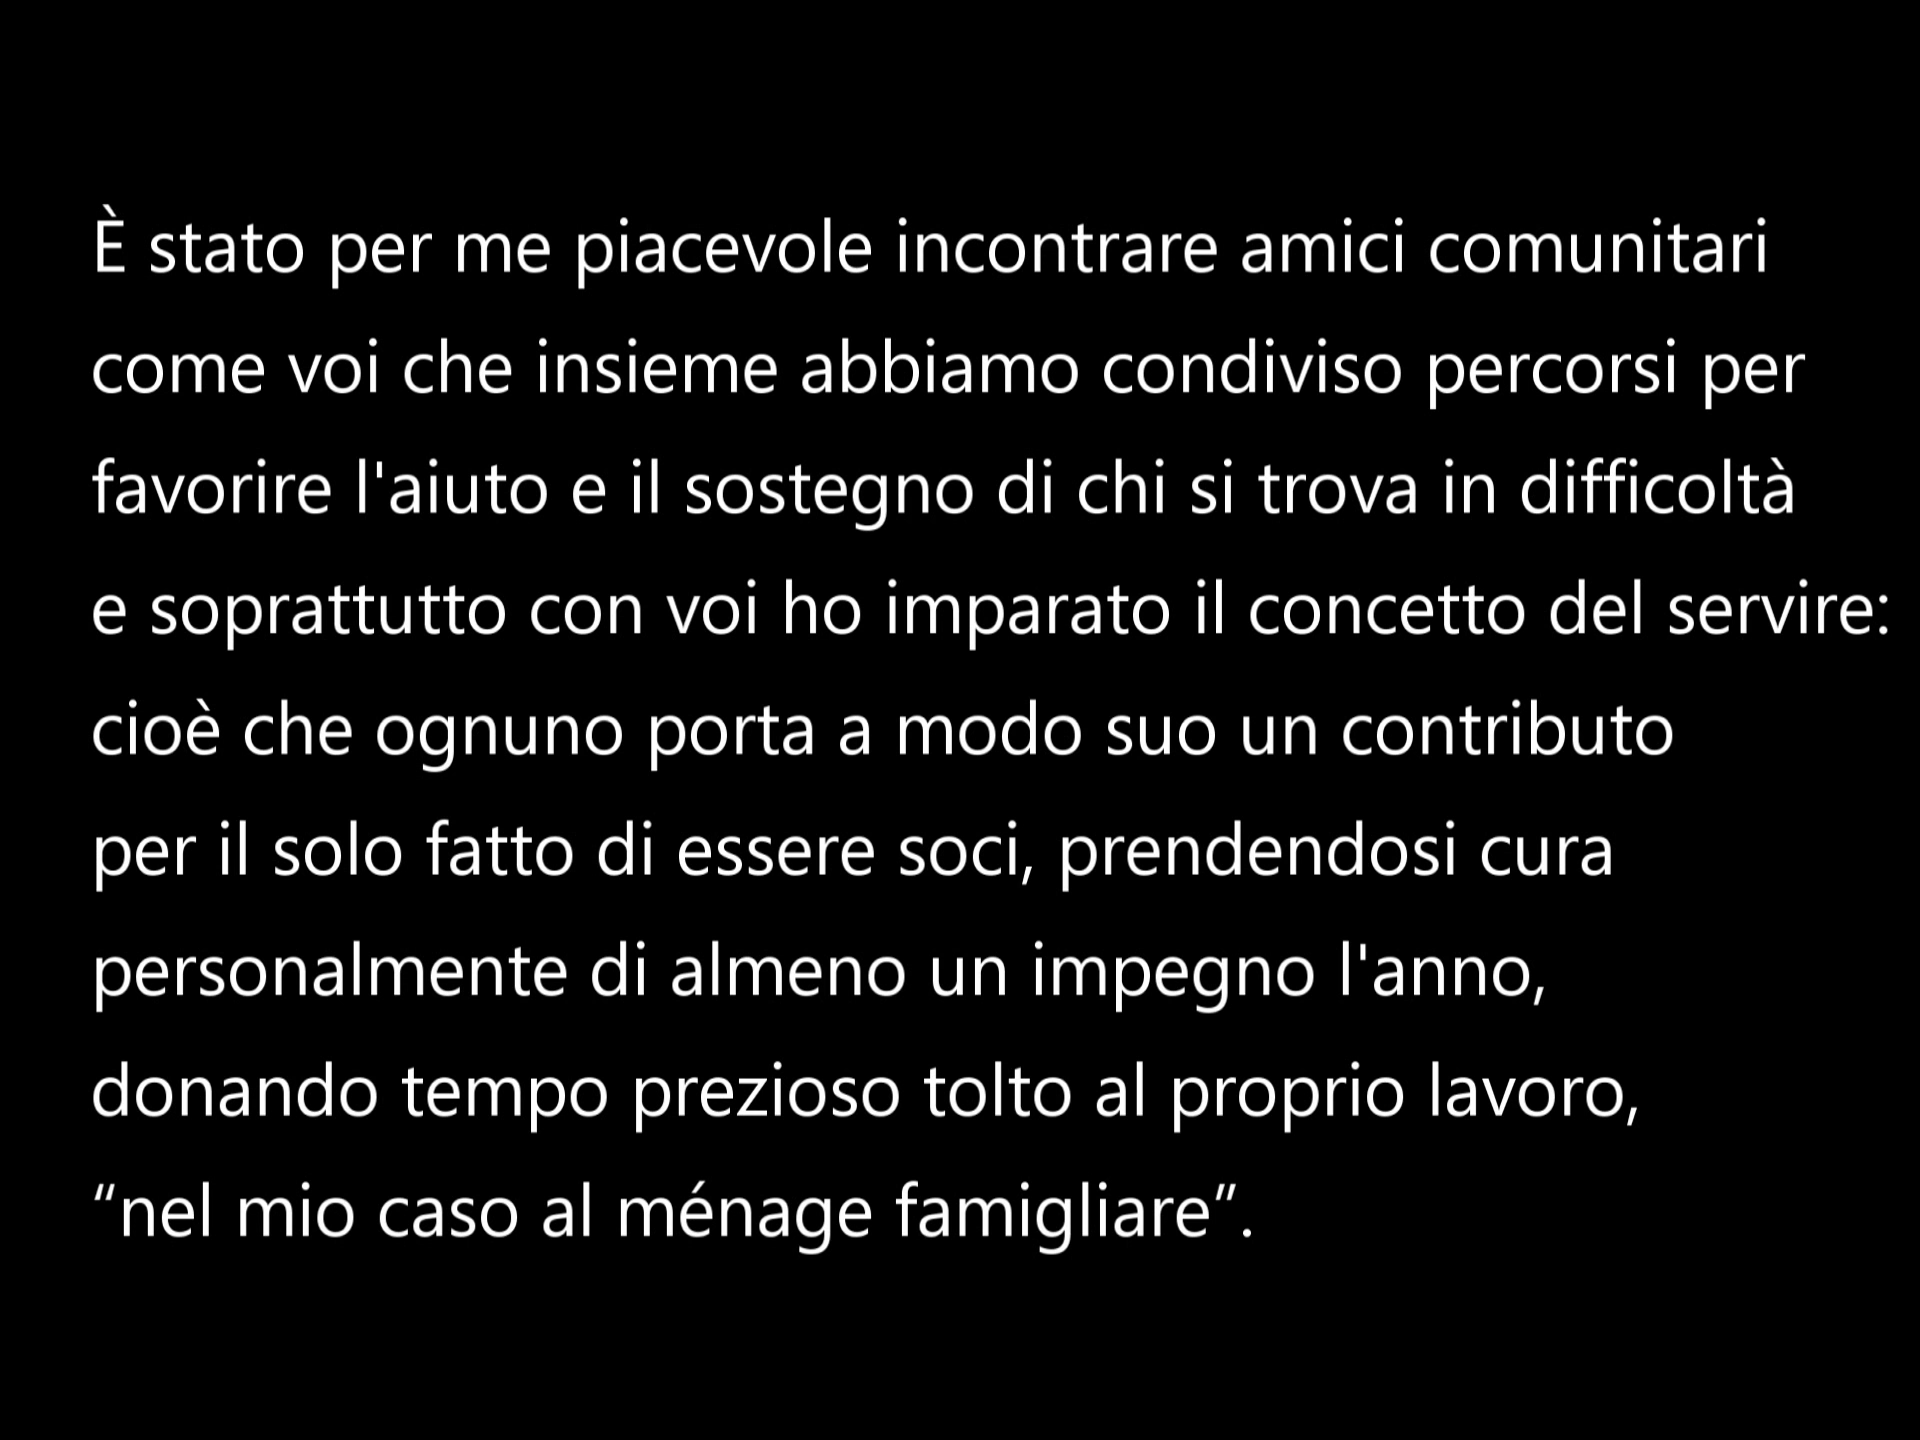 È stato per me piacevole incontrare amici comunitari
come voi che insieme abbiamo condiviso percorsi per
favorire l'aiuto e il sostegno di chi si trova in difficoltà
e soprattutto con voi ho imparato il concetto del servire:
cioè che ognuno porta a modo suo un contributo
per il solo fatto di essere soci, prendendosi cura
personalmente di almeno un impegno l'anno,
donando tempo prezioso tolto al proprio lavoro,
“nel mio caso al ménage famigliare”.